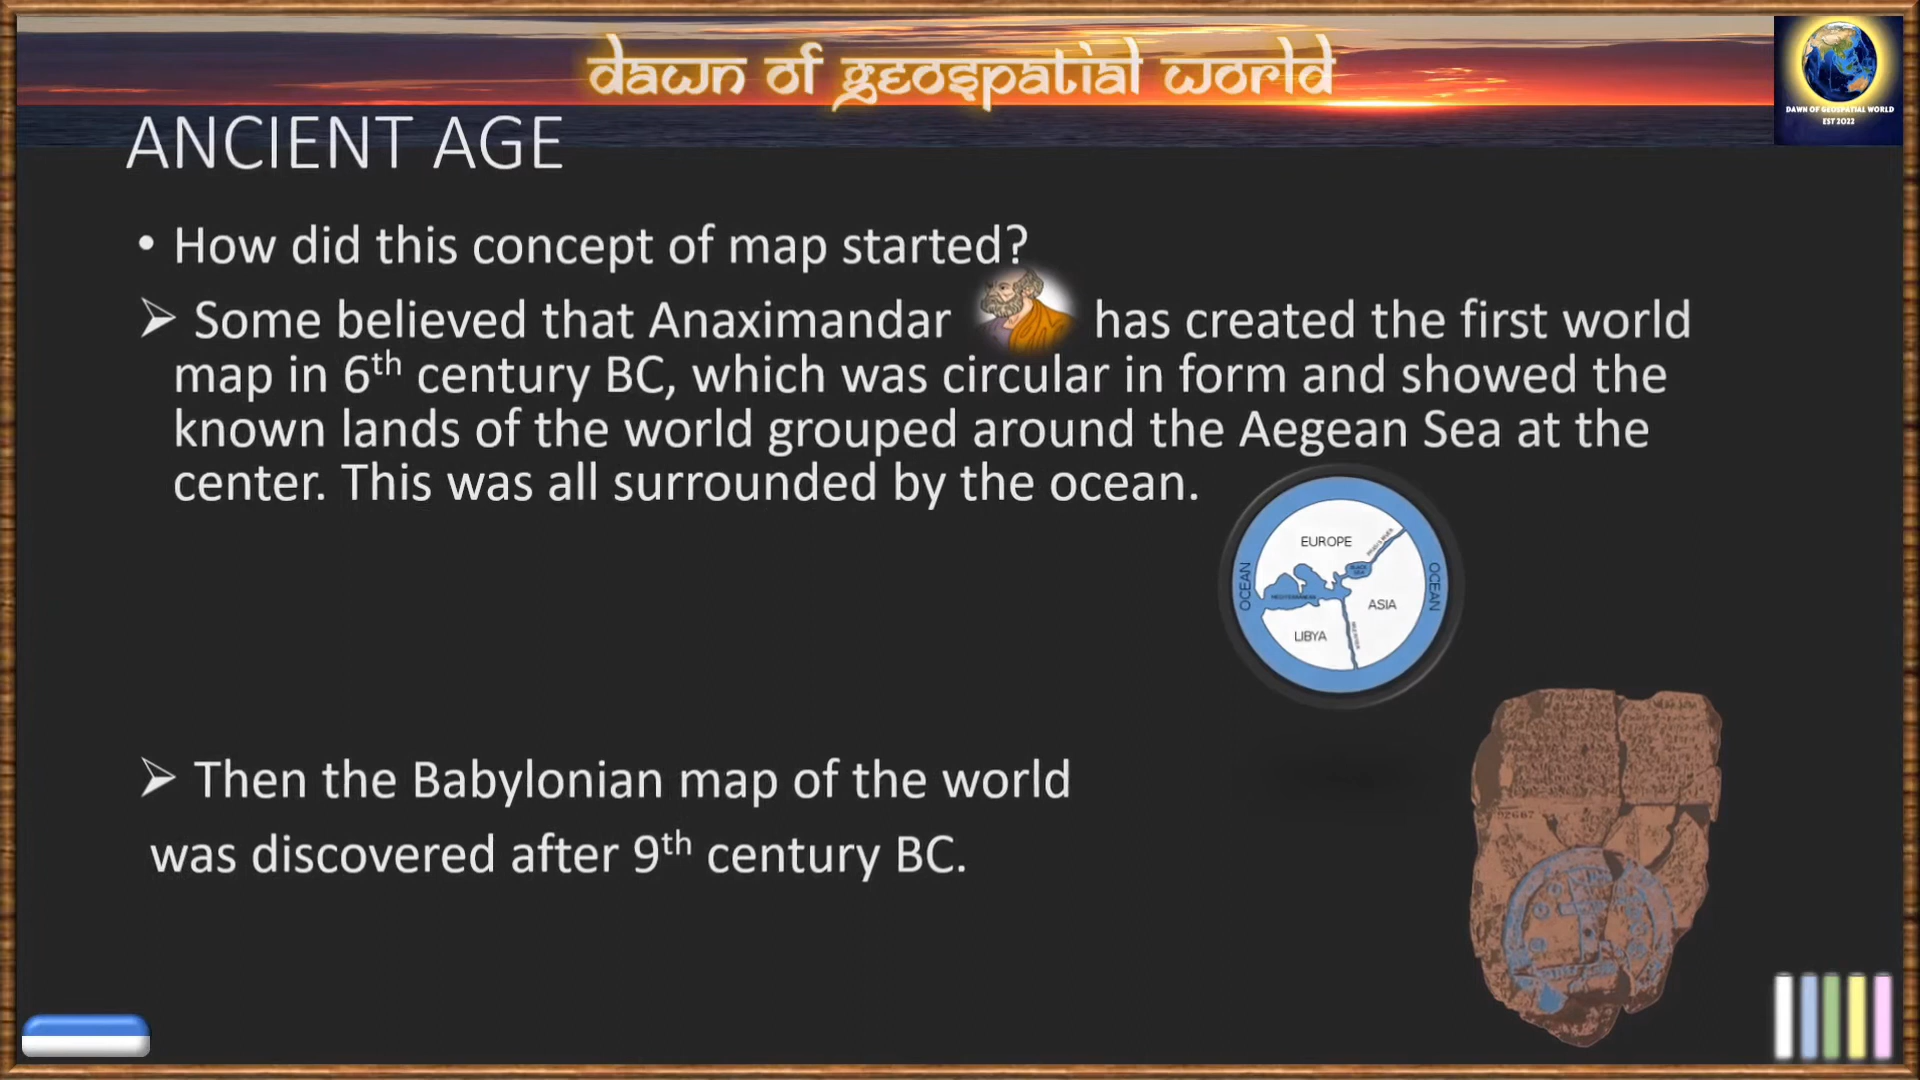 dawn of geospatial world
DAWN OF GEOSPATIAL WORLD
EST 2022
ANCIENT AGE
• How did this concept of map started?
➢ Some believed that Anaximandar has created the first world
map in 6th century BC, which was circular in form and showed the
known lands of the world grouped around the Aegean Sea at the
center. This was all surrounded by the ocean.
EUROPE
BLACK
SEA
OCEAN
OCEAN
MEDITERRANEAN
ASIA
LIBYA
➢ Then the Babylonian map of the world
was discovered after 9th century BC.